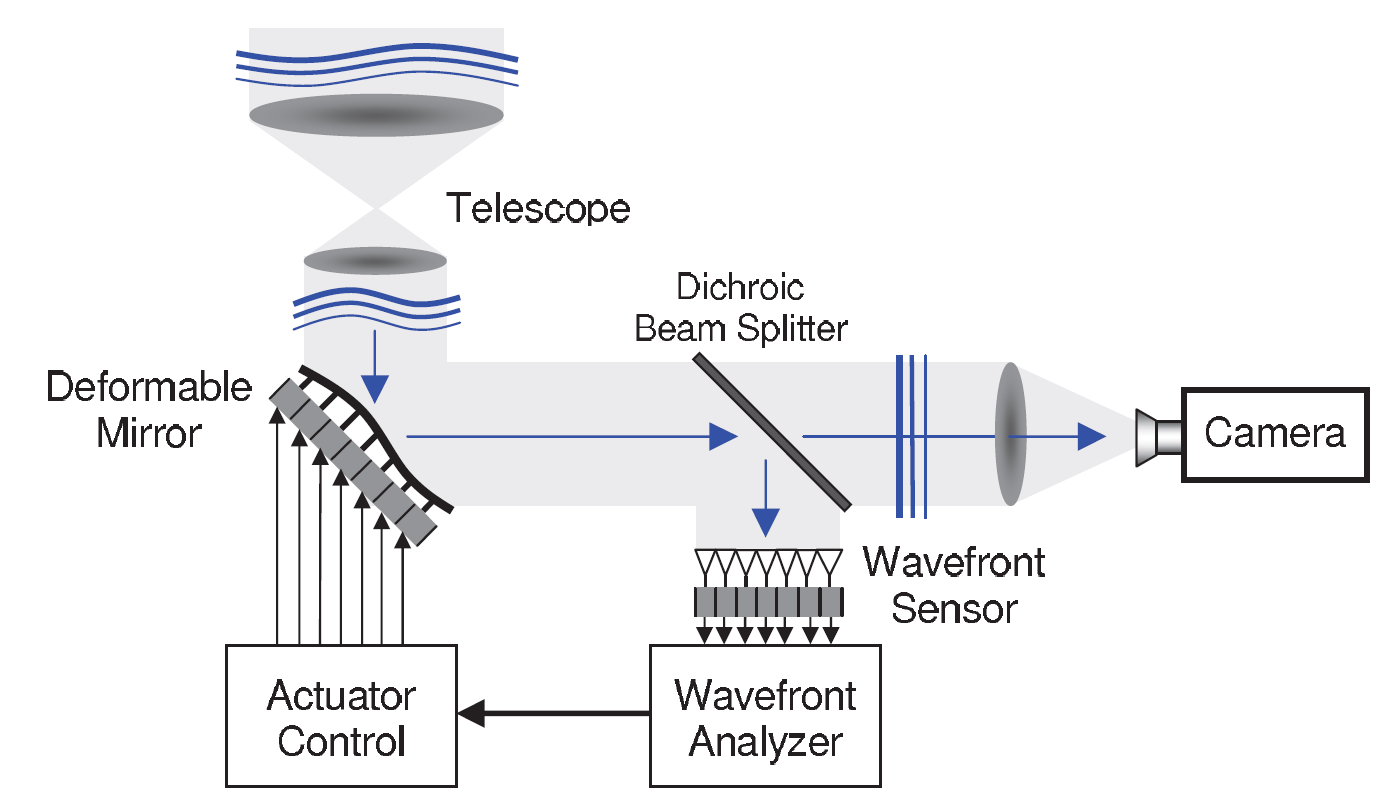 Telescope
Dichroic
Beam Splitter
Deformable
Mirror
Camera
Wavefront
Sensor
Actuator
Control
Wavefront
Analyzer